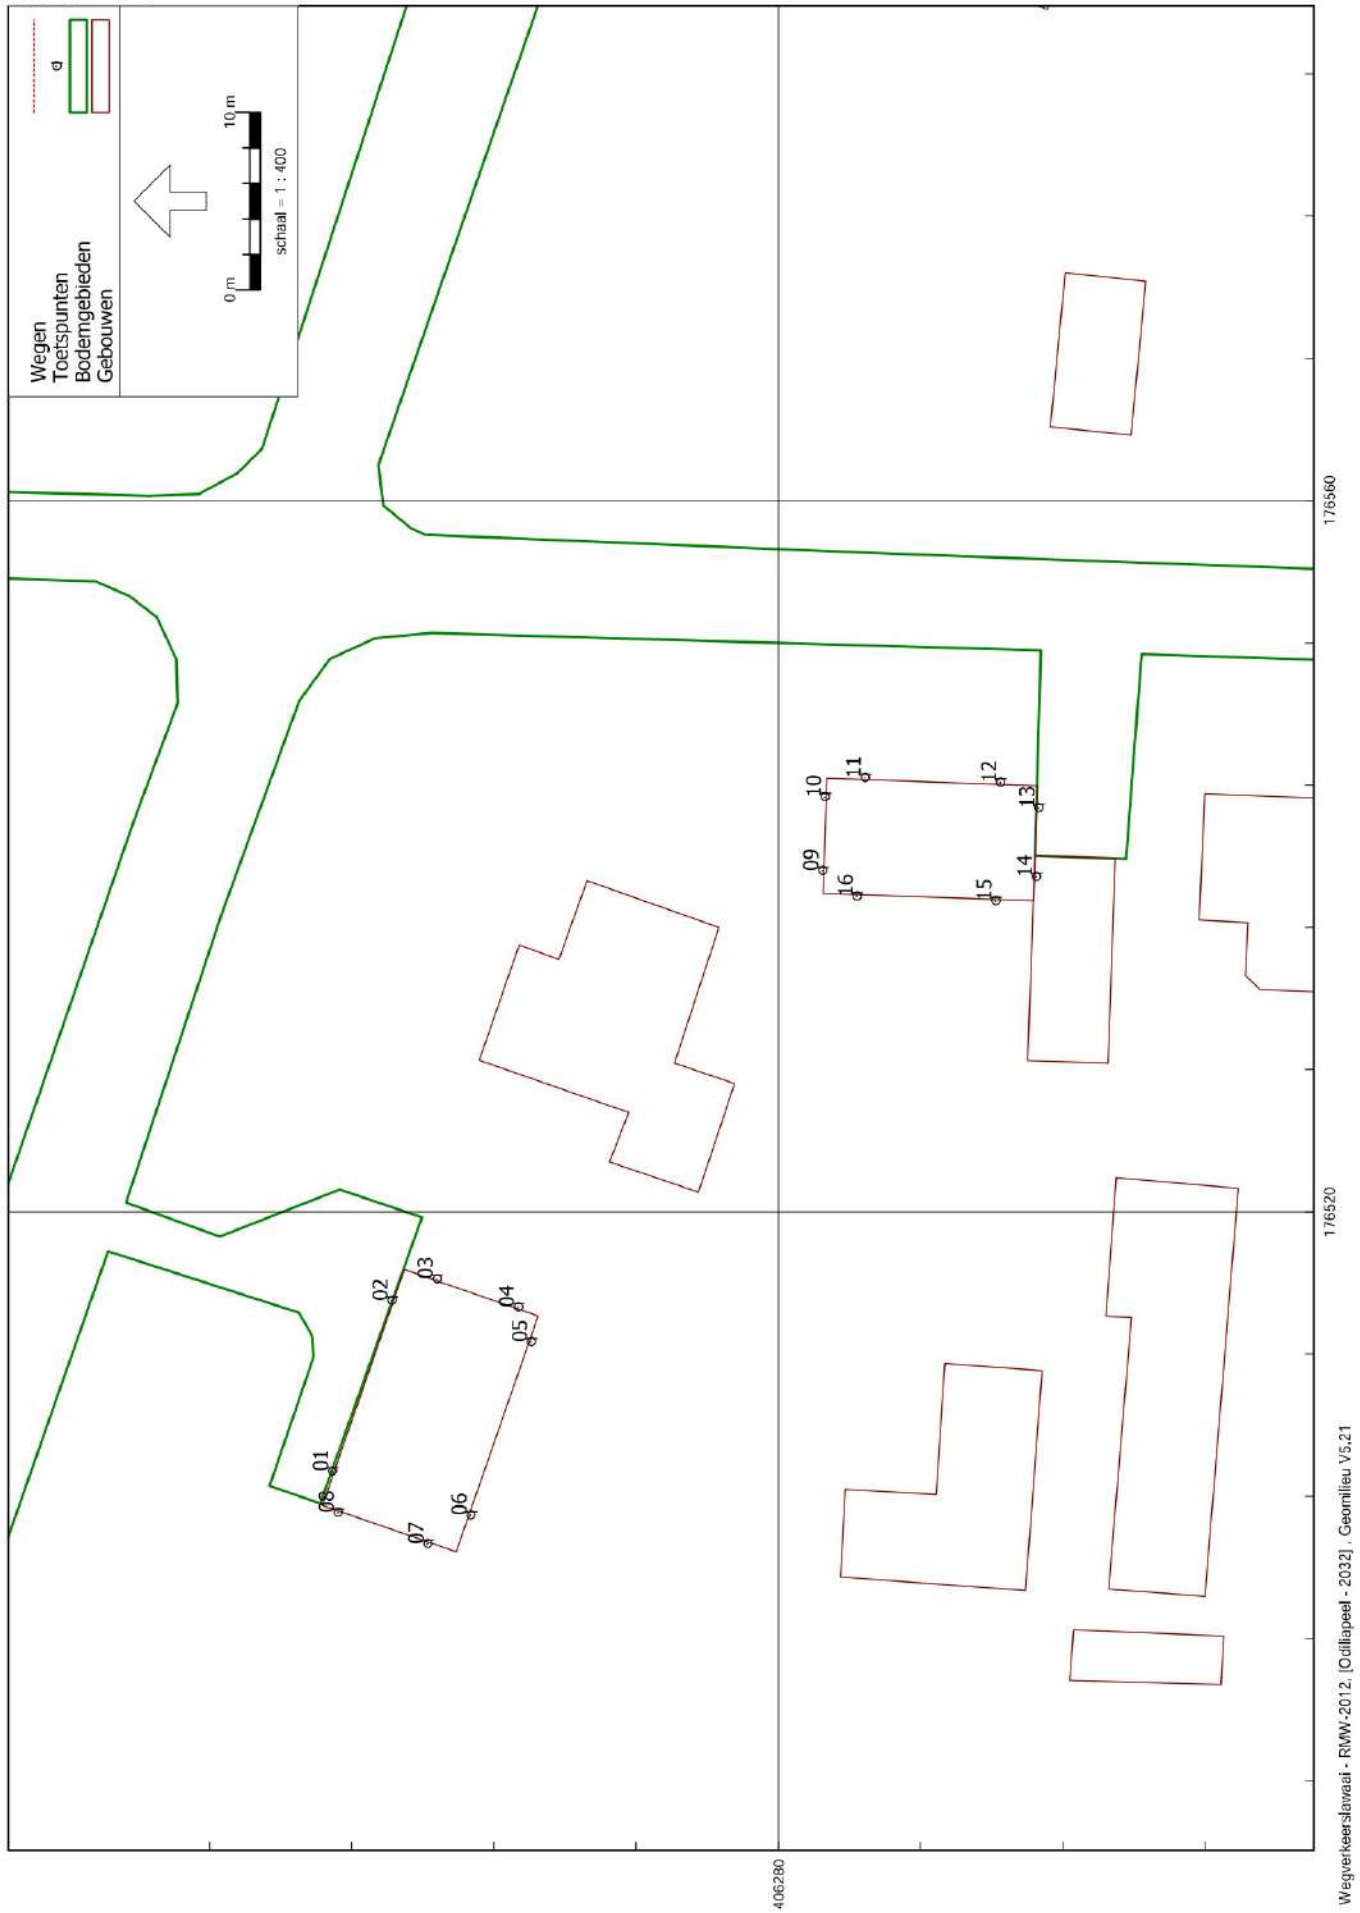 Wegen
Toetspunten
Bodemgebieden
Gebouwen
0 m
10 m
schaal = 1 : 400
01
02
03
04
05
06
07
08
09
10
11
12
13
14
15
16
406280
176520
176560
Wegverkeerslawaai - RMW-2012, [Odiliapeel - 2032] , Geomilieu V5.21